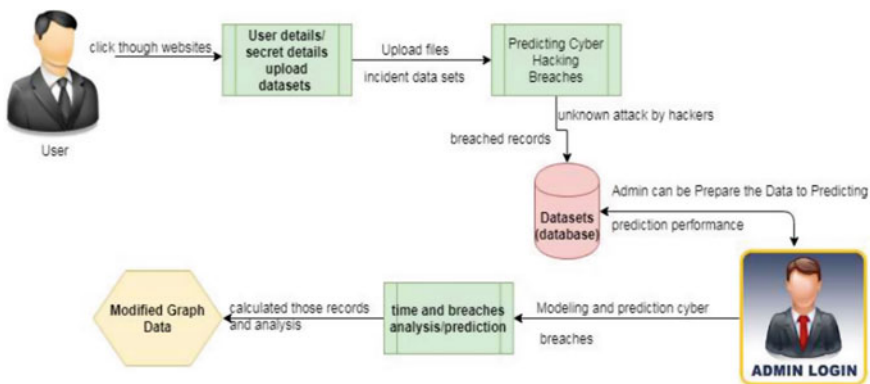 click though websites
User
User details/
secret details
upload
datasets
Upload files
incident data sets
Predicting Cyber
Hacking
Breaches
unknown attack by hackers
breached records
Datasets
(database)
Admin can be Prepare the Data to Predicting
prediction performance
ADMIN LOGIN
Modeling and prediction cyber
breaches
time and breaches
analysis/prediction
calculated those records
and analysis
Modified Graph
Data